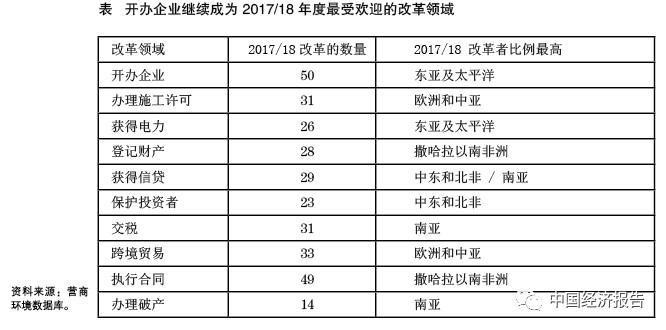 表 开办企业继续成为 2017/18 年度最受欢迎的改革领域
改革领域 2017/18 改革的数量 2017/18 改革者比例最高
开办企业 50 东亚及太平洋
办理施工许可 31 欧洲和中亚
获得电力 26 东亚及太平洋
登记财产 28 撒哈拉以南非洲
获得信贷 29 中东和北非 / 南亚
保护投资者 23 中东和北非
交税 31 南亚
跨境贸易 33 欧洲和中亚
执行合同 49 撒哈拉以南非洲
办理破产 14 南亚
资料来源：营商
环境数据库。
中国经济报告